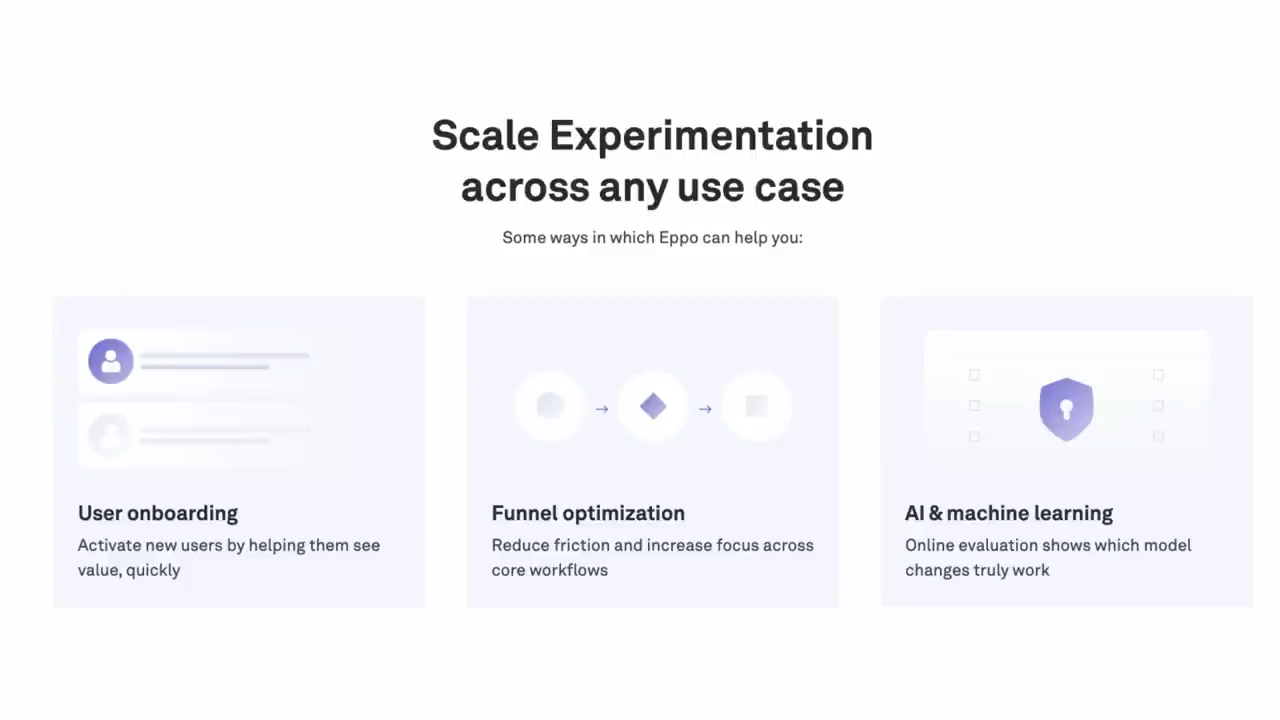 Scale Experimentation
across any use case
Some ways in which Eppo can help you:
User onboarding
Activate new users by helping them see
value, quickly
Funnel optimization
Reduce friction and increase focus across
core workflows
AI & machine learning
Online evaluation shows which model
changes truly work